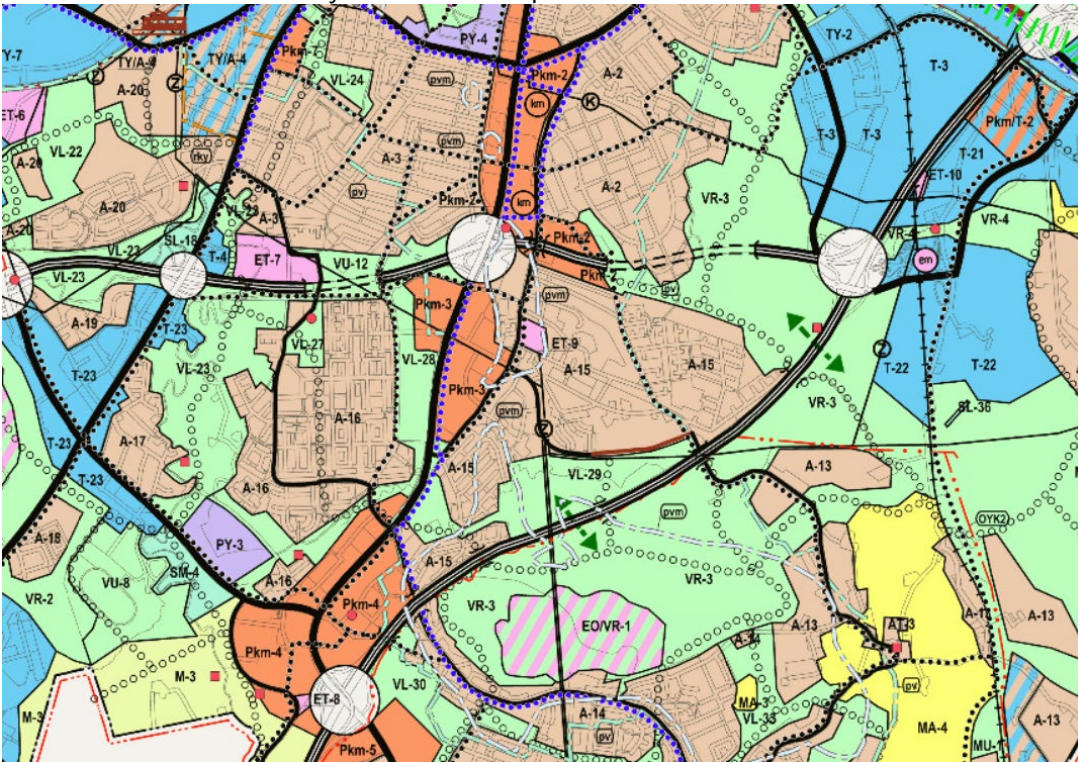 PY-4
TY-2
TY-7
TY/A-4
TY/A-4
Pkm-7
Pkm-2
A-2
T-3
VL-24
pvm
km
K
Z
Z
A-20
ET-6
Pkm/T-2
T-3
T-3
pvm
VL-22
rky
A-3
T-21
A-20
pv
A-2
ET-10
VR-3
A-20
Pkm-2
km
A-3
VR-4
A-20
SL-18
Pkm-2
VL-23
T-4
ET-7
VU-12
em
VL-23
pv
Pkm-3
pvm
A-19
T-23
VL-27
ET-9
VL-28
A-15
A-15
Z
T-22
T-22
T-23
VL-23
Pkm-3
VR-3
pvm
SL-36
A-16
T-23
A-17
Z
T-23
A-15
VL-29
A-13
A-16
pvm
OYK2
PY-3
A-18
SM-4
A-15
VU-8
A-16
VR-3
VR-2
VR-3
EO/VR-1
A-13
A-13
Pkm-4
AT-3
A-14
Pkm-4
M-3
VL-30
pv
ET-8
MA-3
M-3
A-14
VL-33
A-13
pv
MA-4
Pkm-5
MU-1